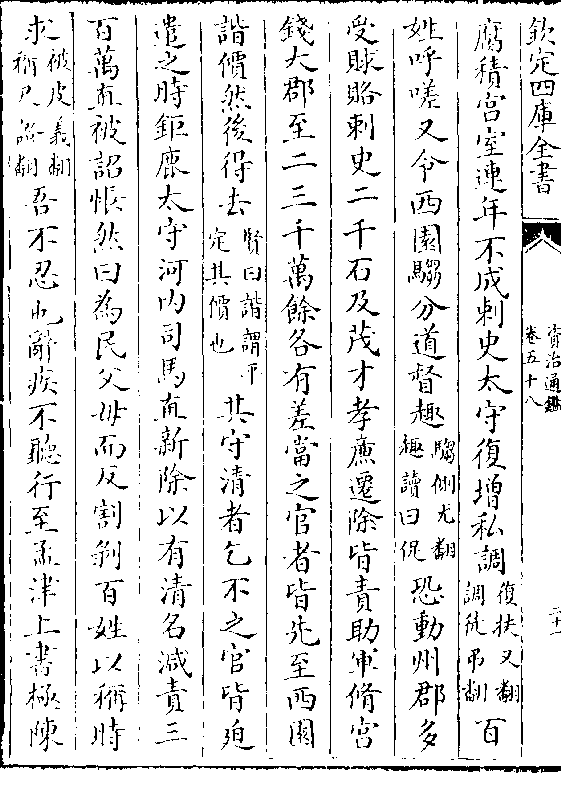 欽定四庫全書
資治通鑑
卷五十八
二十一
腐積宫室連年不成刺史太守復増私調復扶又翻調徒弔翻百
姓呼嗟又令西園騶分道督趣騶側尤翻趣讀曰促恐動州郡多
受賕賂刺史二千石及茂才孝廉遷除皆責助軍脩宫
錢大郡至二三千萬餘各有差當之官者皆先至西園
諧價然後得去賢曰諧謂平定其價也其守清者乞不之官皆迫
遣之時鉅鹿太守河内司馬直新除以有清名減責三
百萬直被詔悵然曰為民父母而反割剝百姓以稱時
求被皮義翻稱尺證翻吾不忍也辭疾不聽行至孟津上書極陳